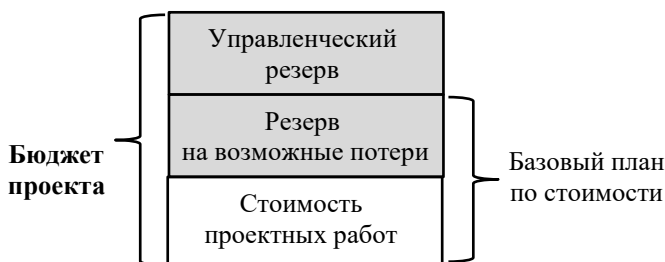 Управленческий
резерв
Резерв
на возможные потери
Стоимость
проектных работ
Бюджет
проекта
Базовый план
по стоимости